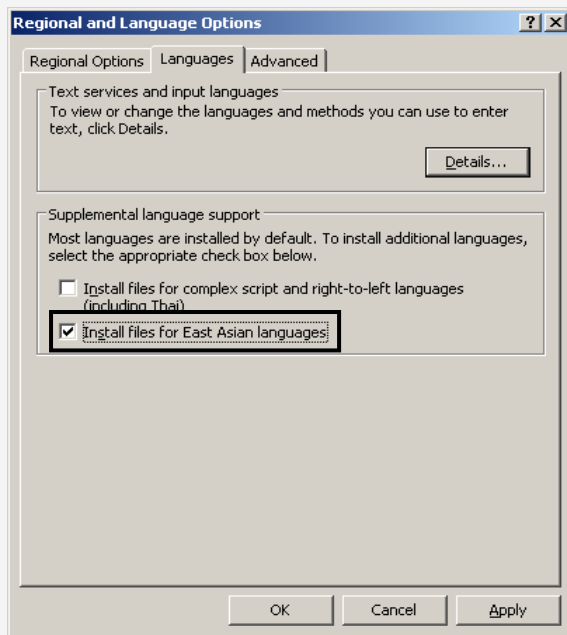 Regional and Language Options
Regional Options Languages Advanced
Text services and input languages
To view or change the languages and methods you can use to enter
text, click Details.
Details...
Supplemental language support
Most languages are installed by default. To install additional languages,
select the appropriate check box below.
Install files for complex script and right-to-left languages
(including Thai)
Install files for East Asian languages
OK Cancel Apply